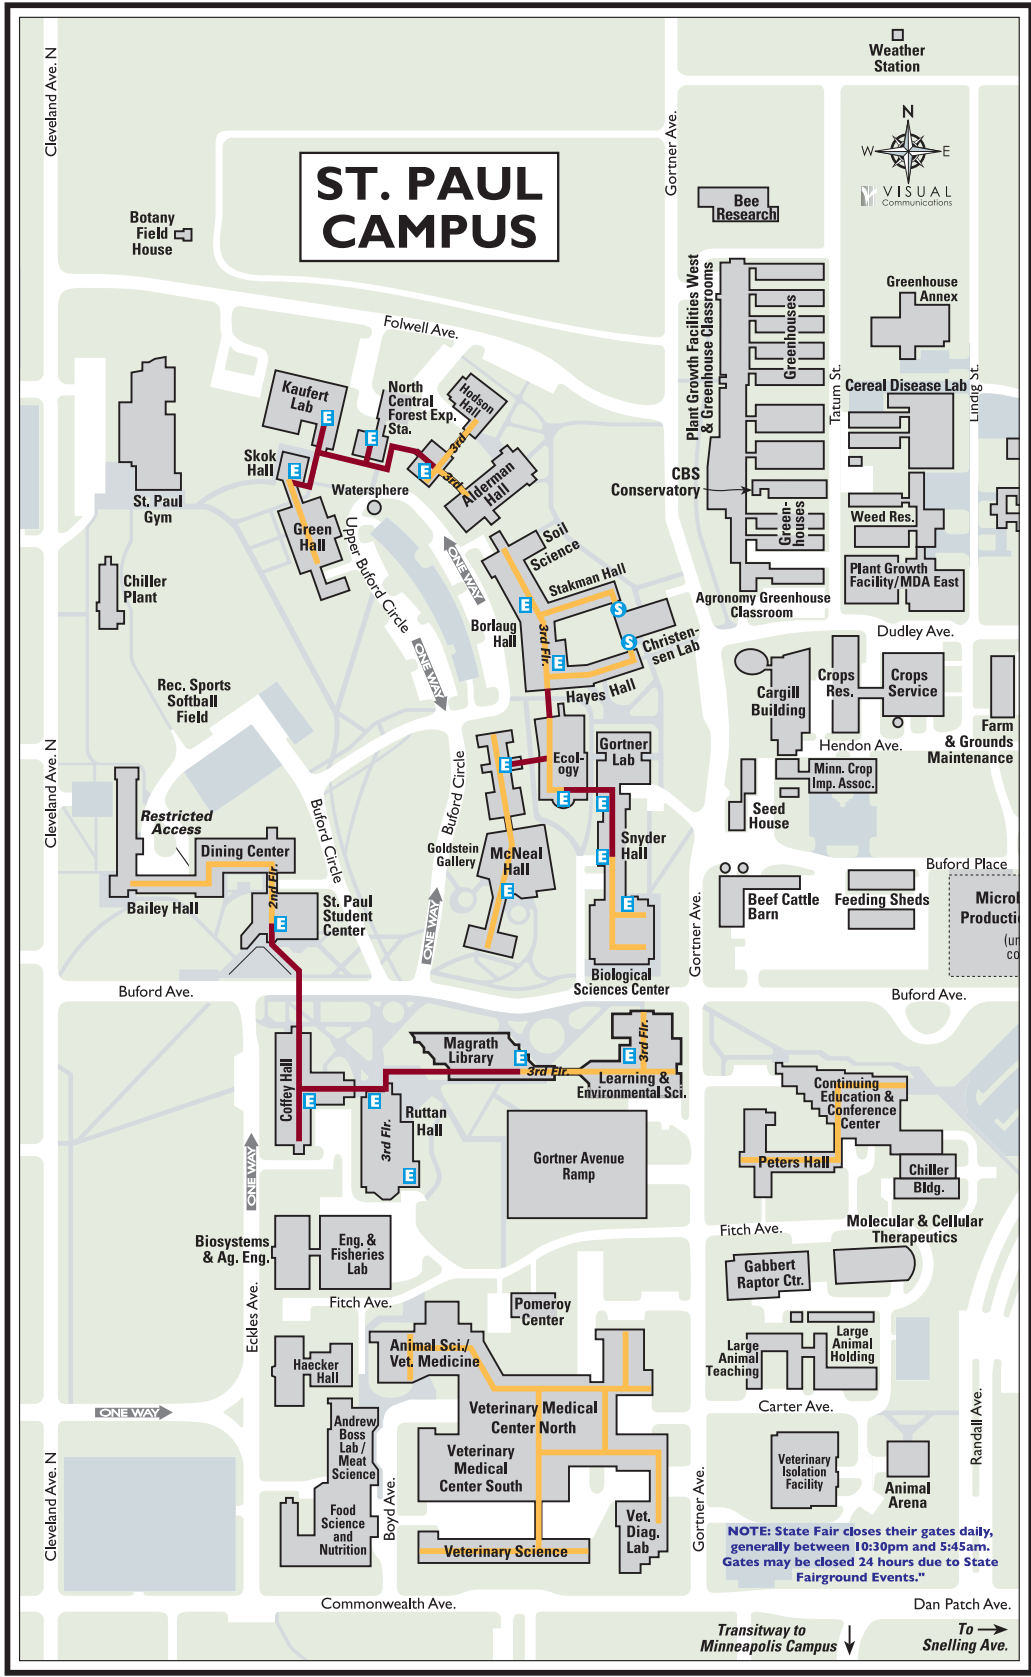 Weather
Station
Cleveland Ave. N
Gortner Ave.
N
W
E
VISUAL
Communications
ST. PAUL
CAMPUS
Bee
Research
Botany
Field
House
Plant Growth Facilities West
& Greenhouse Classrooms
Greenhouses
Greenhouse
Annex
Folwell Ave.
Tatum St.
Lindig St.
Kaufert
Lab
E
North
Central
Forest Exp.
Sta.
E
Hodson
Hall
Cereal Disease Lab
3rd
3rd
E
Skok
Hall
E
Alderman
Hall
CBS
Conservatory
Watersphere
St. Paul
Gym
Green-
houses
Weed Res.
Green
Hall
Upper Buford Circle
Soil
Science
ONE WAY
Chiller
Plant
Stakman Hall
Plant Growth
Facility/MDA East
Agronomy Greenhouse
Classroom
E
S
S
Borlaug
Hall
3rd Flr.
E
Christen-
sen Lab
Dudley Ave.
ONE WAY
Hayes Hall
Rec. Sports
Softball
Field
Cargill
Building
Crops
Res.
Crops
Service
Farm
& Grounds
Maintenance
Hendon Ave.
Cleveland Ave. N
Ecol-
ogy
E
E
Gortner
Lab
Minn. Crop
Imp. Assoc.
Buford Circle
Buford Circle
Seed
House
Restricted
Access
E
E
Snyder
Hall
Goldstein
Gallery
McNeal
Hall
E
Dining Center
2nd Flr.
Buford Place
Bailey Hall
St. Paul
Student
Center
E
Beef Cattle
Barn
Feeding Sheds
Microl
Producti
(ur
co
E
ONE WAY
Gortner Ave.
Biological
Sciences Center
Buford Ave.
Buford Ave.
Magrath
Library
E
3rd Flr.
E
3rd Flr.
Learning &
Environmental Sci.
Coffey Hall
E
E
Ruttan
Hall
3rd Flr.
E
Continuing
Education &
Conference
Center
Peters Hall
Chiller
Bldg.
Gortner Avenue
Ramp
ONE WAY
Fitch Ave.
Molecular & Cellular
Therapeutics
Biosystems
& Ag. Eng.
Eng. &
Fisheries
Lab
Gabbert
Raptor Ctr.
Fitch Ave.
Eckles Ave.
Pomeroy
Center
Animal Sci./
Vet. Medicine
Large
Animal
Teaching
Large
Animal
Holding
Haecker
Hall
Carter Ave.
ONE WAY
Veterinary Medical
Center North
Randall Ave.
Andrew
Boss
Lab /
Meat
Science
Veterinary
Medical
Center South
Veterinary
Isolation
Facility
Animal
Arena
Cleveland Ave. N
Boyd Ave.
Gortner Ave.
Food
Science
and
Nutrition
Vet.
Diag.
Lab
Veterinary Science
NOTE: State Fair closes their gates daily,
generally between 10:30pm and 5:45am.
Gates may be closed 24 hours due to State
Fairground Events."
Commonwealth Ave.
Dan Patch Ave.
Transitway to
Minneapolis Campus
To
Snelling Ave.